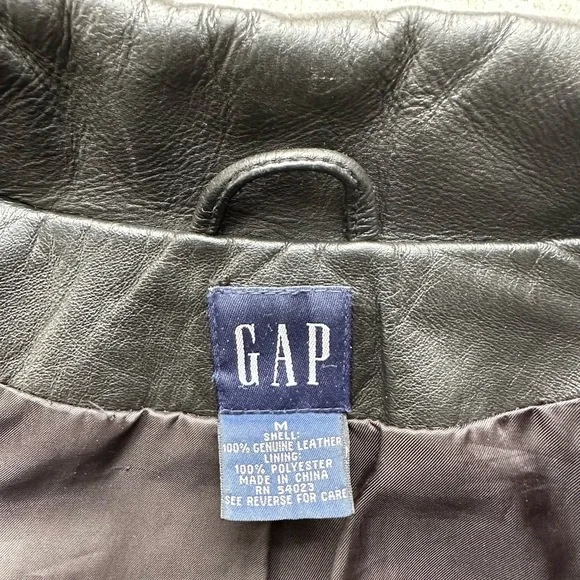 GAP
M
SHELL:
100% GENUINE LEATHER
LINING:
100% POLYESTER
MADE IN CHINA
RN 54023
SEE REVERSE FOR CARE